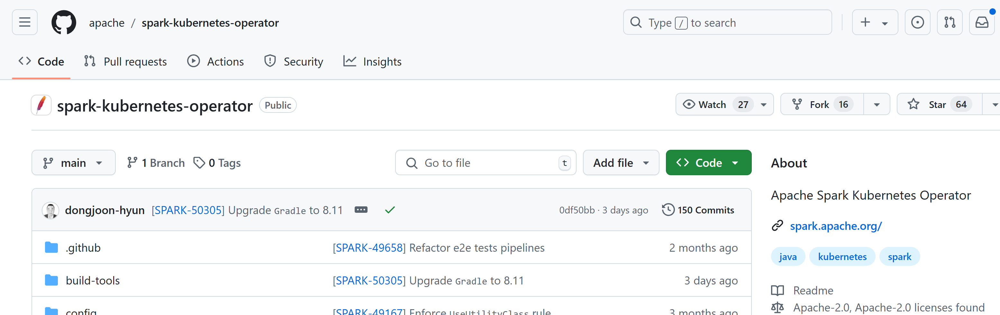 apache / spark-kubernetes-operator
Type / to search
Code Pull requests Actions Security Insights
spark-kubernetes-operator Public
Watch 27 Fork 16 Star 64
main 1 Branch 0 Tags
Go to file t Add file Code
About
dongjoon-hyun [SPARK-50305] Upgrade Gradle to 8.11
0df50bb · 3 days ago 150 Commits
.github [SPARK-49658] Refactor e2e tests pipelines 2 months ago
build-tools [SPARK-50305] Upgrade Gradle to 8.11 3 days ago
config [SPARK-49167] Enforce UseUtilityClass rule 3 months ago
Apache Spark Kubernetes Operator
spark.apache.org/
java kubernetes spark
Readme
Apache-2.0, Apache-2.0 licenses found